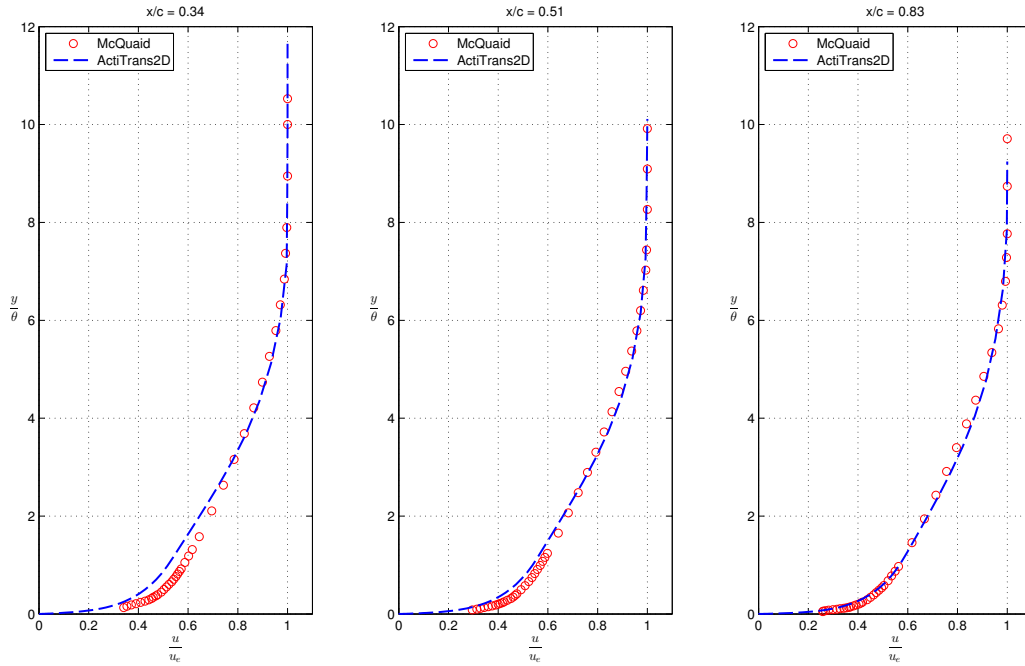 x/c = 0.34
12
10
8
6
4
2
0
y
θ
0
0.2
0.4
0.6
0.8
1
u
u_e
McQuaid
ActiTrans2D
x/c = 0.51
12
10
8
6
4
2
0
y
θ
0
0.2
0.4
0.6
0.8
1
u
u_e
McQuaid
ActiTrans2D
x/c = 0.83
12
10
8
6
4
2
0
y
θ
0
0.2
0.4
0.6
0.8
1
u
u_e
McQuaid
ActiTrans2D